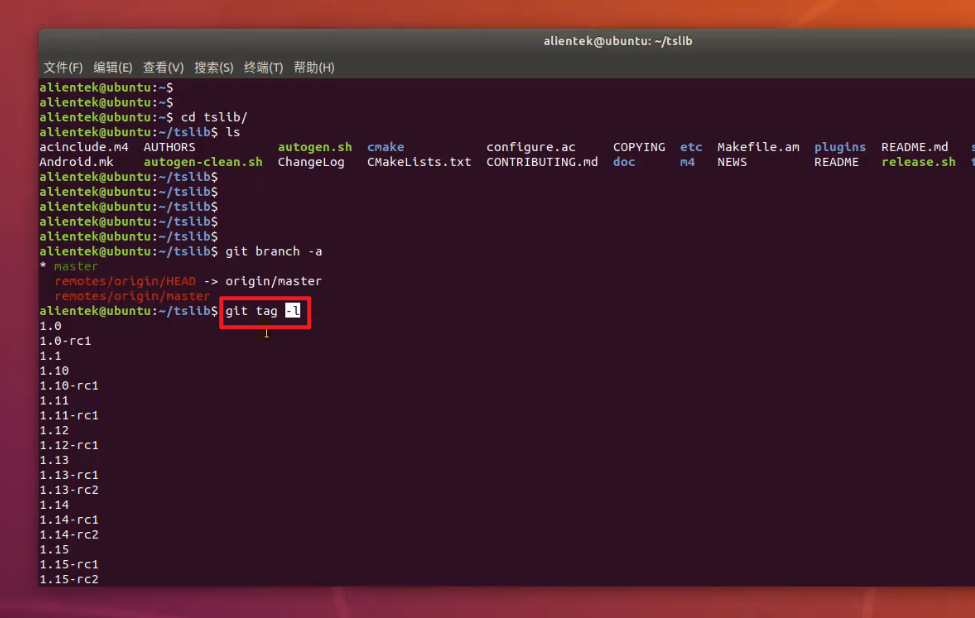 alientek@ubuntu: ~/tslib
文件(F) 编辑(E) 查看(V) 搜索(S) 终端(T) 帮助(H)
alientek@ubuntu:~$
alientek@ubuntu:~$
alientek@ubuntu:~$ cd tslib/
alientek@ubuntu:~/tslib$ ls
acinclude.m4 AUTHORS autogen.sh cmake configure.ac COPYING etc Makefile.am plugins README.md
Android.mk autogen-clean.sh ChangeLog CMakeLists.txt CONTRIBUTING.md doc m4 NEWS README release.sh
alientek@ubuntu:~/tslib$
alientek@ubuntu:~/tslib$
alientek@ubuntu:~/tslib$
alientek@ubuntu:~/tslib$
alientek@ubuntu:~/tslib$
alientek@ubuntu:~/tslib$ git branch -a
* master
remotes/origin/HEAD -> origin/master
remotes/origin/master
alientek@ubuntu:~/tslib$ git tag -l
1.0
1.0-rc1
1.1
1.10
1.10-rc1
1.11
1.11-rc1
1.12
1.12-rc1
1.13
1.13-rc1
1.13-rc2
1.14
1.14-rc1
1.14-rc2
1.15
1.15-rc1
1.15-rc2